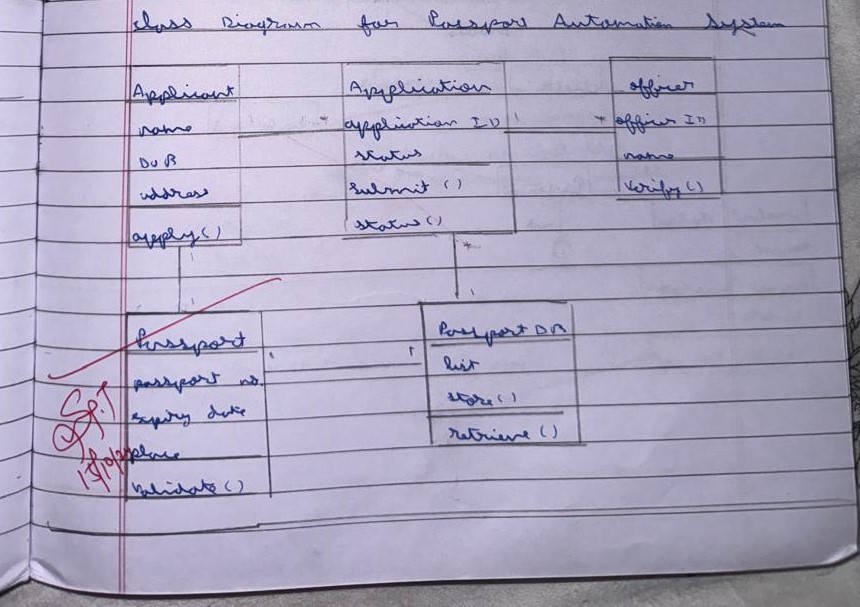 Class Diagram for Passport Automation System
Applicant
name
DOB
address
apply()
Application
application ID
status
submit ()
status()
officer
officer ID
name
verify()
1
*
1
*
1
1
*
1
Passport
passport no.
expiry date
place
validate()
1
1
Passport DB
list
store()
retrieve ()